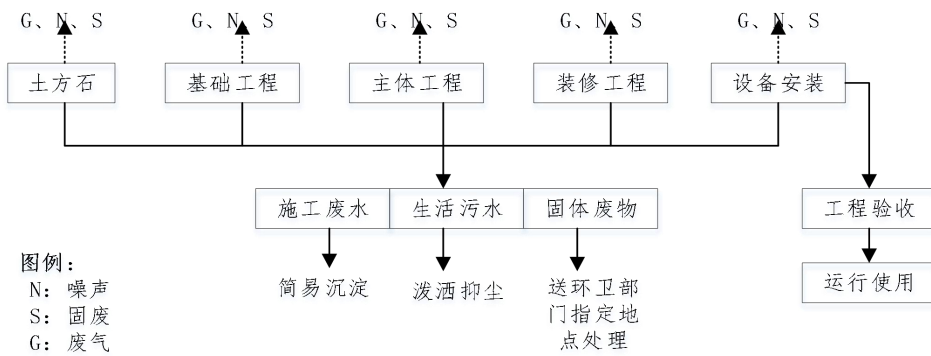 G、N、S
G、N、S
G、N、S
G、N、S
G、N、S
土方石
基础工程
主体工程
装修工程
设备安装
施工废水
生活污水
固体废物
工程验收
简易沉淀
泼洒抑尘
送环卫部
门指定地
点处理
运行使用
图例：
N：噪声
S：固废
G：废气